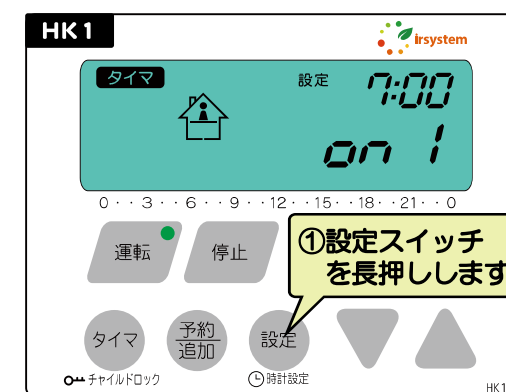 HK1
irsystem
タイマ 設定 7:00
on 1
0・・3・・6・・9・・12・・15・・18・・21・・0
運転 停止
①設定スイッチ
を長押しします
タイマ 予約 設定
追加
チャイルドロック 時計設定
HK1